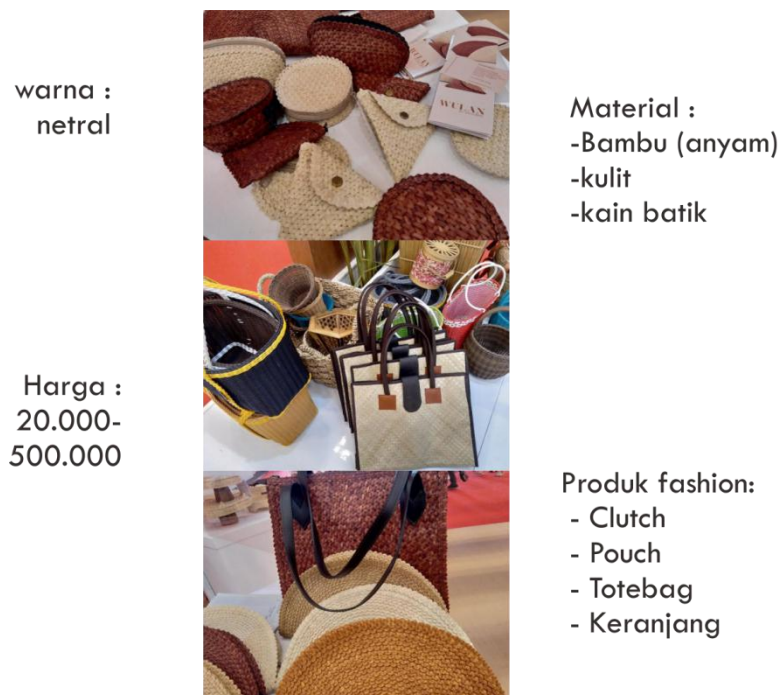 warna :
netral
Harga :
20.000-
500.000
WULAN
Material :
-Bambu (anyam)
-kulit
-kain batik
Produk fashion:
- Clutch
- Pouch
- Totebag
- Keranjang